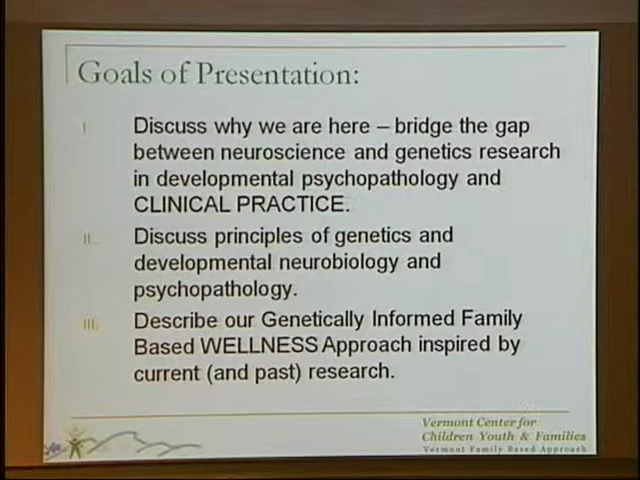 Goals of Presentation:
I. Discuss why we are here – bridge the gap
between neuroscience and genetics research
in developmental psychopathology and
CLINICAL PRACTICE.
II. Discuss principles of genetics and
developmental neurobiology and
psychopathology.
III. Describe our Genetically Informed Family
Based WELLNESS Approach inspired by
current (and past) research.
Vermont Center for
Children Youth & Families
Vermont Family Based Approach